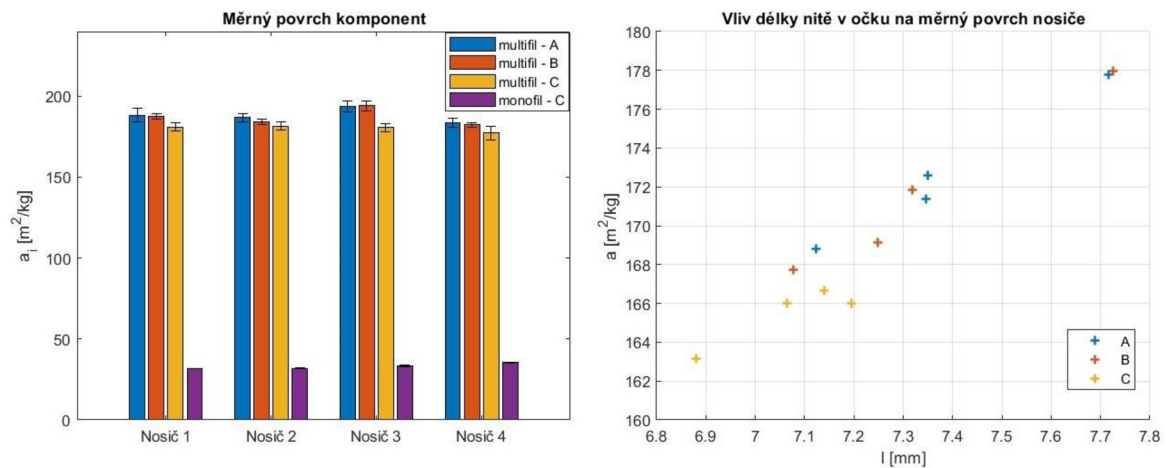 Měrný povrch komponent
a_i [m²/kg]
200
150
100
50
0
Nosič 1 Nosič 2 Nosič 3 Nosič 4
multifil - A
multifil - B
multifil - C
monofil - C
Vliv délky nitě v očku na měrný povrch nosiče
a [m²/kg]
180
178
176
174
172
170
168
166
164
162
160
6.8 6.9 7 7.1 7.2 7.3 7.4 7.5 7.6 7.7 7.8
l [mm]
A
B
C